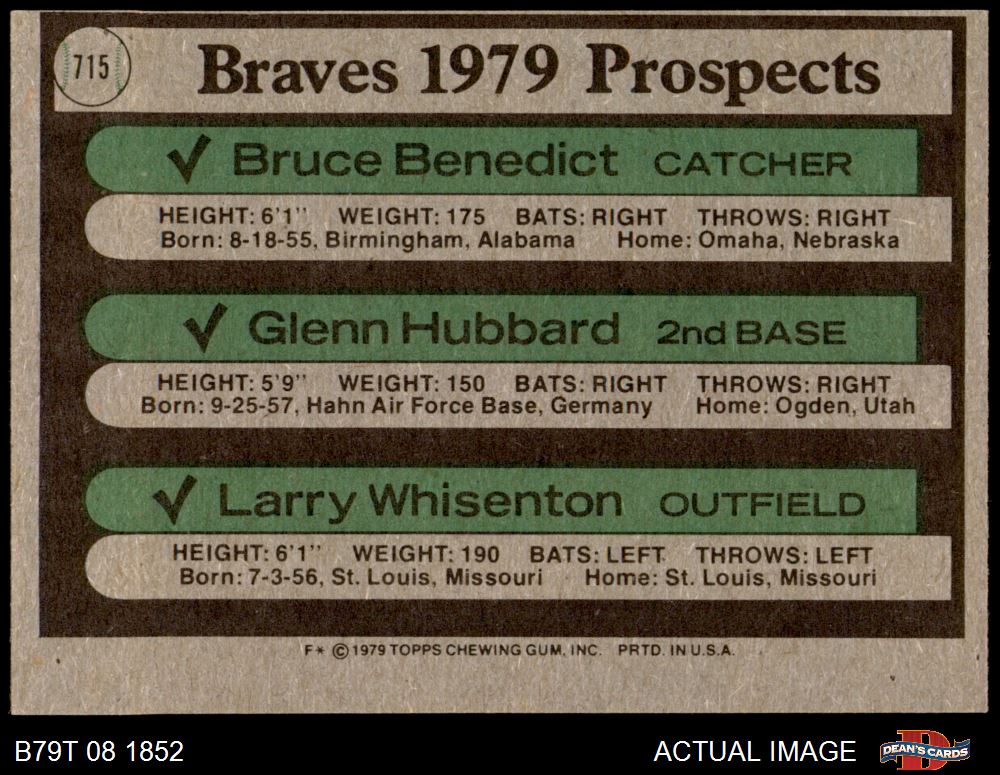 715
Braves 1979 Prospects
✓ Bruce Benedict CATCHER
HEIGHT: 6'1" WEIGHT: 175 BATS: RIGHT THROWS: RIGHT
Born: 8-18-55, Birmingham, Alabama Home: Omaha, Nebraska
✓ Glenn Hubbard 2nd BASE
HEIGHT: 5'9" WEIGHT: 150 BATS: RIGHT THROWS: RIGHT
Born: 9-25-57, Hahn Air Force Base, Germany Home: Ogden, Utah
✓ Larry Whisenton OUTFIELD
HEIGHT: 6'1" WEIGHT: 190 BATS: LEFT THROWS: LEFT
Born: 7-3-56, St. Louis, Missouri Home: St. Louis, Missouri
F* © 1979 TOPPS CHEWING GUM, INC. PRTD. IN U.S.A.
B79T 08 1852 ACTUAL IMAGE D DEAN'S CARDS